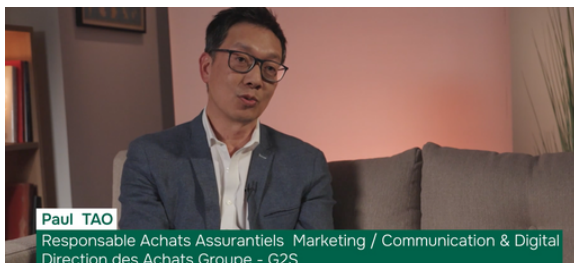 Paul TAO
Responsable Achats Assurantiels Marketing / Communication & Digital
Direction des Achats Groupe - G2S